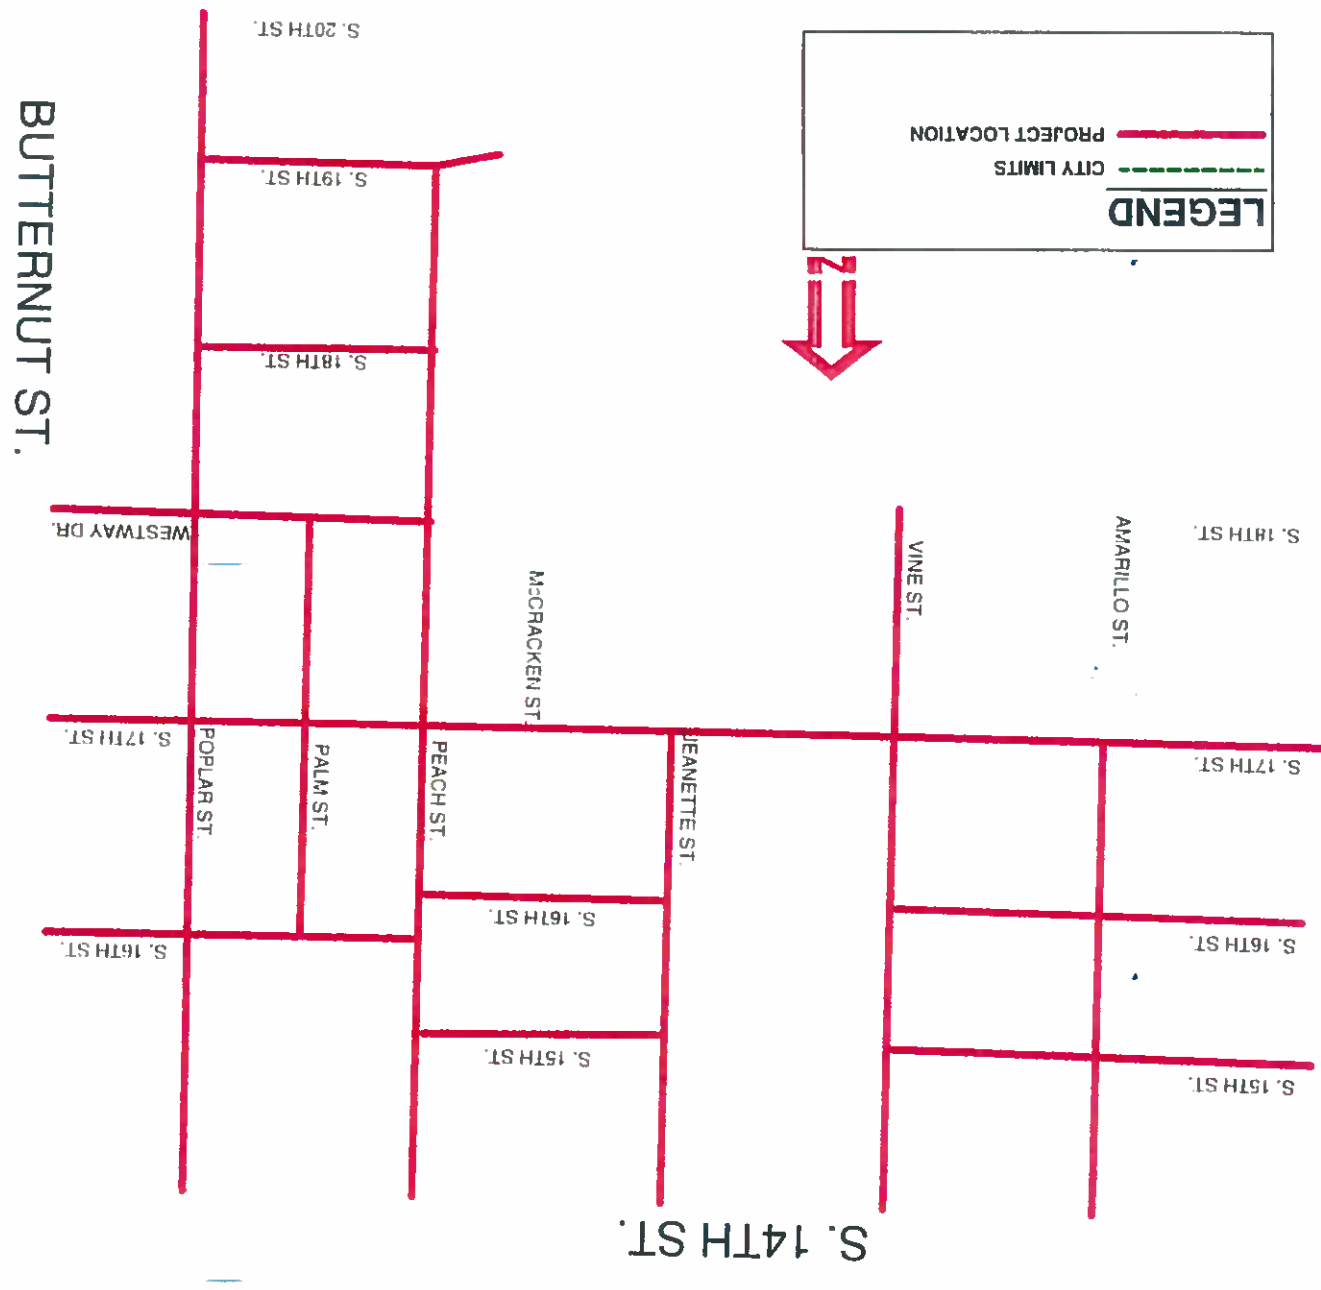 S. 14TH ST.
S. 15TH ST.
S. 15TH ST.
S. 16TH ST.
S. 16TH ST.
S. 16TH ST.
S. 17TH ST.
S. 17TH ST.
POPLAR ST.
PALM ST.
PEACH ST.
JEANETTE ST.
McCRACKEN ST.
VINE ST.
AMARILLO ST.
S. 18TH ST.
WESTWAY DR.
S. 18TH ST.
S. 19TH ST.
S. 20TH ST.
BUTTERNUT ST.
N
LEGEND
CITY LIMITS
PROJECT LOCATION